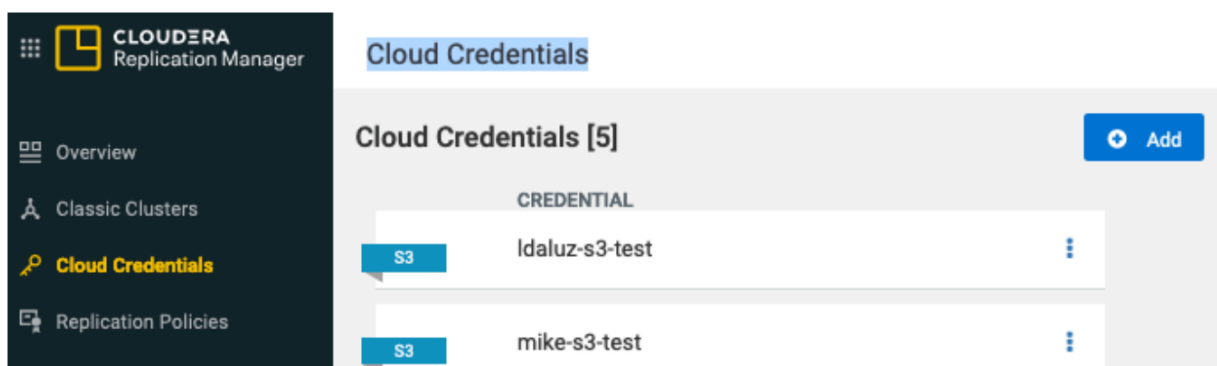 CLOUDERA
Replication Manager
Cloud Credentials
Overview
Classic Clusters
Cloud Credentials
Replication Policies
Cloud Credentials [5]
Add
CREDENTIAL
S3
ldaluz-s3-test
S3
mike-s3-test